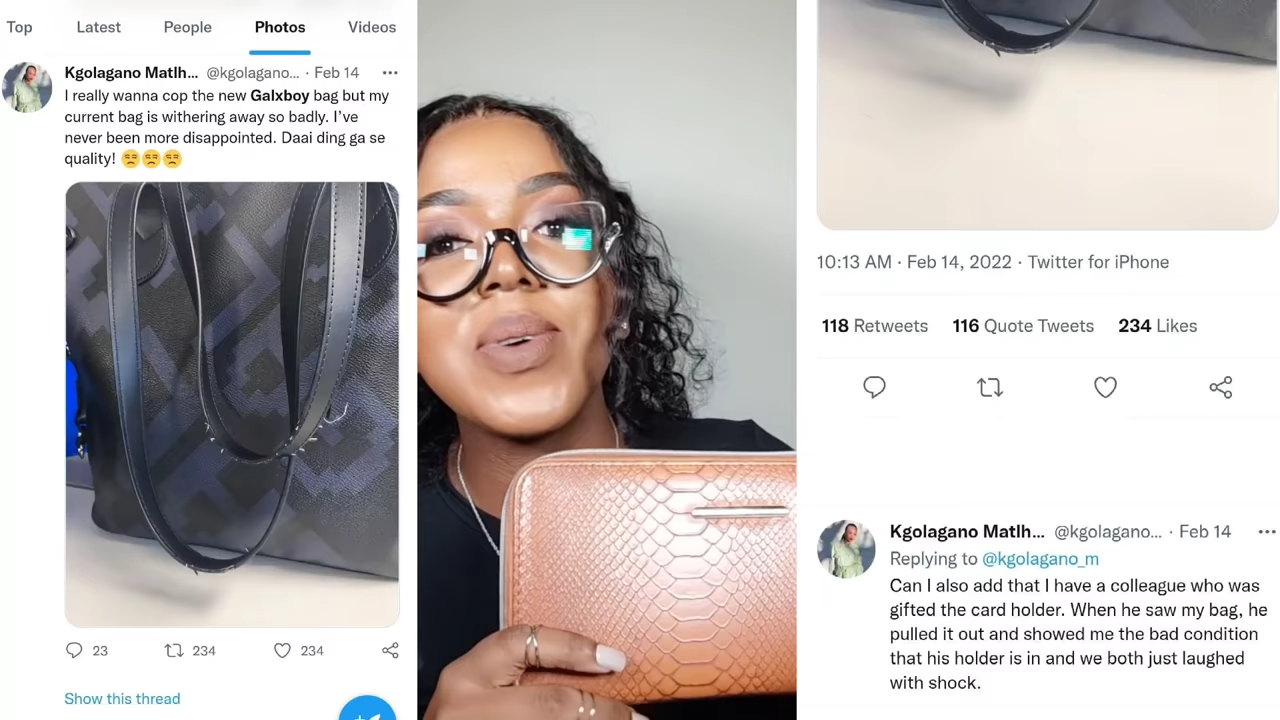 Top Latest People Photos Videos
Kgolagano Matlh... @kgolagano... · Feb 14
I really wanna cop the new Galxboy bag but my
current bag is withering away so badly. I’ve
never been more disappointed. Daai ding ga se
quality! 😒😒😒
23 234 234
Show this thread
10:13 AM · Feb 14, 2022 · Twitter for iPhone
118 Retweets 116 Quote Tweets 234 Likes
Kgolagano Matlh... @kgolagano... · Feb 14
Replying to @kgolagano_m
Can I also add that I have a colleague who was
gifted the card holder. When he saw my bag, he
pulled it out and showed me the bad condition
that his holder is in and we both just laughed
with shock.